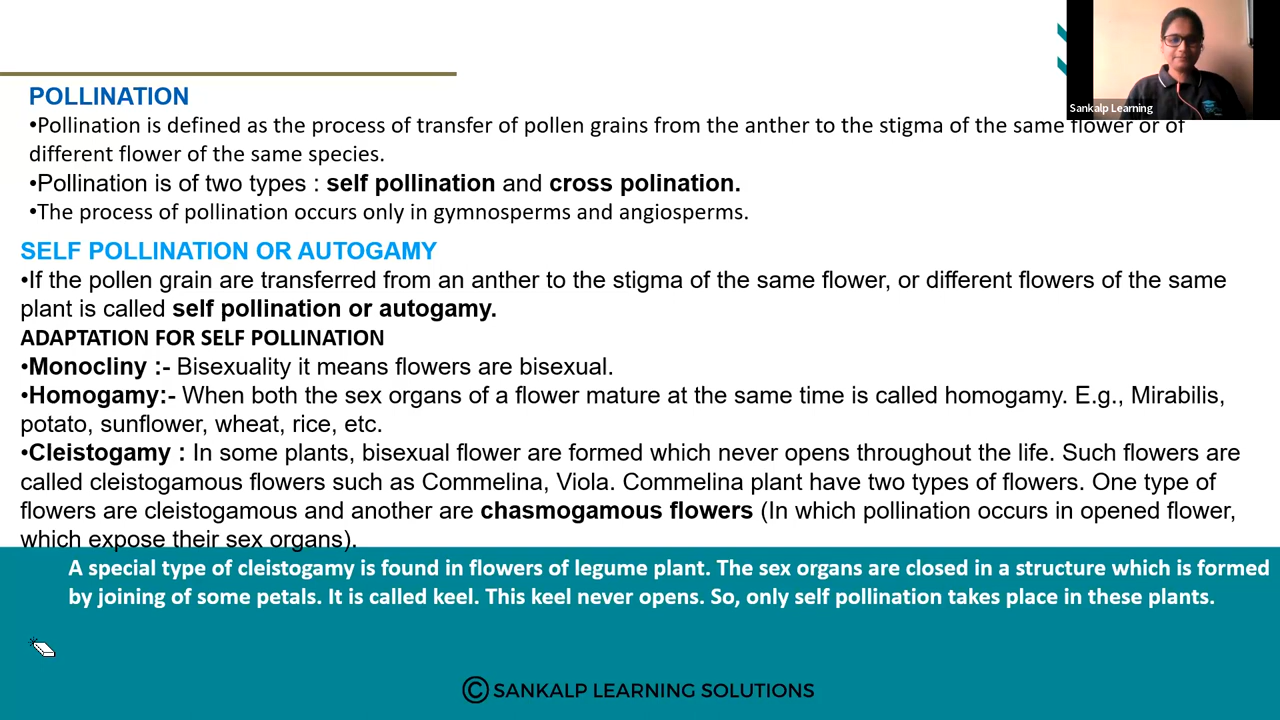 Sankalp Learning
POLLINATION
•Pollination is defined as the process of transfer of pollen grains from the anther to the stigma of the same flower or of
different flower of the same species.
•Pollination is of two types : self pollination and cross polination.
•The process of pollination occurs only in gymnosperms and angiosperms.
SELF POLLINATION OR AUTOGAMY
•If the pollen grain are transferred from an anther to the stigma of the same flower, or different flowers of the same
plant is called self pollination or autogamy.
ADAPTATION FOR SELF POLLINATION
•Monocliny :- Bisexuality it means flowers are bisexual.
•Homogamy:- When both the sex organs of a flower mature at the same time is called homogamy. E.g., Mirabilis,
potato, sunflower, wheat, rice, etc.
•Cleistogamy : In some plants, bisexual flower are formed which never opens throughout the life. Such flowers are
called cleistogamous flowers such as Commelina, Viola. Commelina plant have two types of flowers. One type of
flowers are cleistogamous and another are chasmogamous flowers (In which pollination occurs in opened flower,
which expose their sex organs).
A special type of cleistogamy is found in flowers of legume plant. The sex organs are closed in a structure which is formed
by joining of some petals. It is called keel. This keel never opens. So, only self pollination takes place in these plants.
© SANKALP LEARNING SOLUTIONS